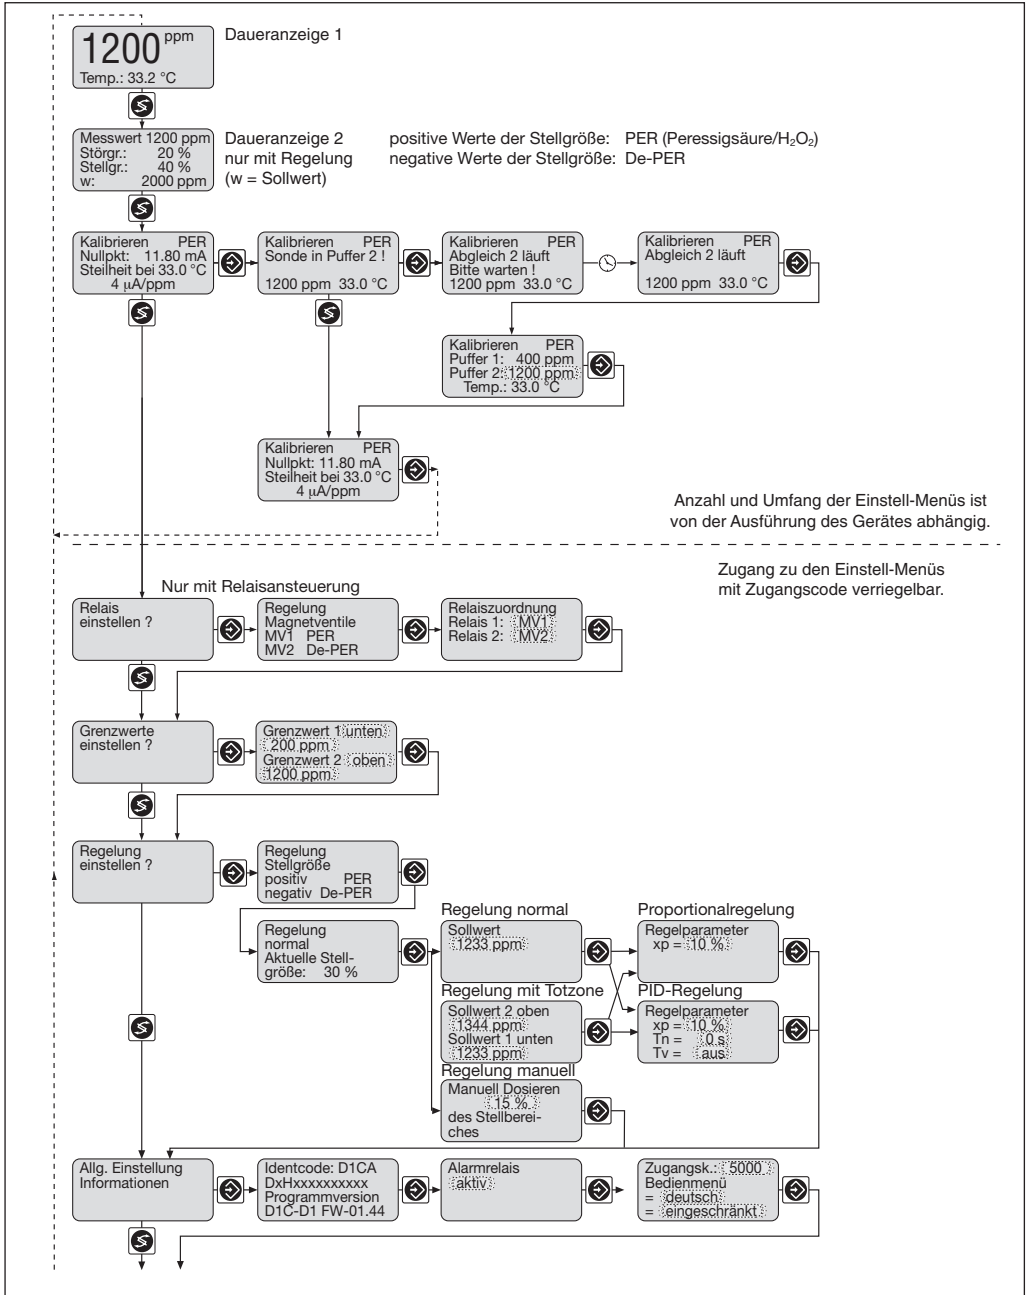 1200 ppm
Temp.: 33.2 °C
Daueranzeige 1
Messwert 1200 ppm
Störgr.: 20 %
Stellgr.: 40 %
w: 2000 ppm
Daueranzeige 2
nur mit Regelung
(w = Sollwert)
positive Werte der Stellgröße: PER (Peressigsäure/H₂O₂)
negative Werte der Stellgröße: De-PER
Kalibrieren PER
Nullpkt: 11.80 mA
Steilheit bei 33.0 °C
4 µA/ppm
Kalibrieren PER
Sonde in Puffer 2 !
1200 ppm 33.0 °C
Kalibrieren PER
Abgleich 2 läuft
Bitte warten !
1200 ppm 33.0 °C
Kalibrieren PER
Abgleich 2 läuft
1200 ppm 33.0 °C
Kalibrieren PER
Puffer 1: 400 ppm
Puffer 2: 1200 ppm
Temp.: 33.0 °C
Kalibrieren PER
Nullpkt: 11.80 mA
Steilheit bei 33.0 °C
4 µA/ppm
Anzahl und Umfang der Einstell-Menüs ist
von der Ausführung des Gerätes abhängig.
Zugang zu den Einstell-Menüs
mit Zugangscode verriegelbar.
Nur mit Relaisansteuerung
Relais
einstellen ?
Regelung
Magnetventile
MV1 PER
MV2 De-PER
Relaiszuordnung
Relais 1: MV1
Relais 2: MV2
Grenzwerte
einstellen ?
Grenzwert 1 unten
200 ppm
Grenzwert 2 oben
1200 ppm
Regelung
einstellen ?
Regelung
Stellgröße
positiv PER
negativ De-PER
Regelung
normal
Aktuelle Stell-
größe: 30 %
Regelung normal
Sollwert
1233 ppm
Proportionalregelung
Regelparameter
xp = 10 %
Regelung mit Totzone
Sollwert 2 oben
1344 ppm
Sollwert 1 unten
1233 ppm
PID-Regelung
Regelparameter
xp = 10 %
Tn = 0 s
Tv = aus
Regelung manuell
Manuell Dosieren
15 %
des Stellberei-
ches
Allg. Einstellung
Informationen
Identcode: D1CA
DxHxxxxxxxxxx
Programmversion
D1C-D1 FW-01.44
Alarmrelais
aktiv
Zugangsk.: 5000
Bedienmenü
= deutsch
= eingeschränkt